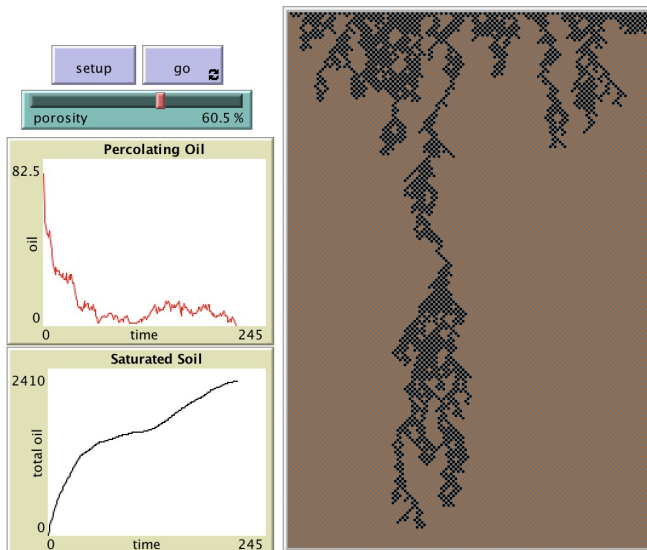 setup
go
porosity 60.5 %
Percolating Oil
82.5
oil
0
0 time 245
Saturated Soil
2410
total oil
0
0 time 245